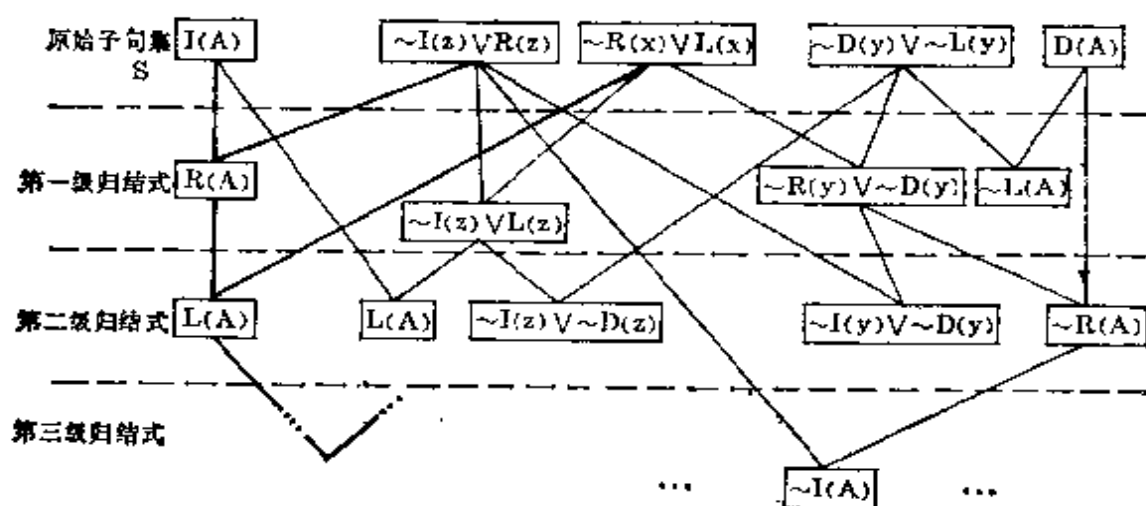 原始子句集 I(A) ~I(z)∨R(z) ~R(x)∨L(x) ~D(y)∨~L(y) D(A)
S
第一级归结式 R(A) ~R(y)∨~D(y) ~L(A)
~I(z)∨L(z)
第二级归结式 L(A) L(A) ~I(z)∨~D(z) ~I(y)∨~D(y) ~R(A)
第三级归结式
... ~I(A) ...